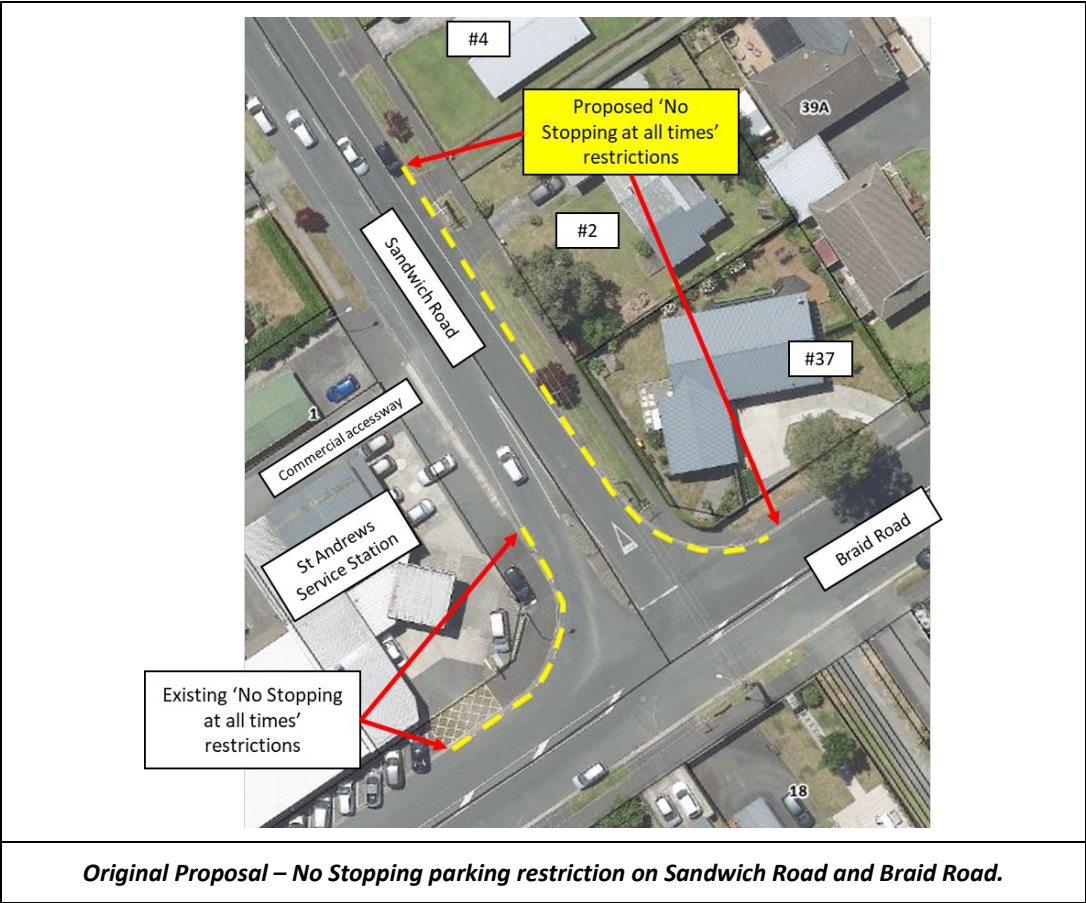 #4
Proposed ‘No
Stopping at all times’
restrictions
39A
#2
Sandwich Road
#37
1
Commercial accessway
St Andrews
Service Station
Braid Road
Existing ‘No Stopping
at all times’
restrictions
18
Original Proposal – No Stopping parking restriction on Sandwich Road and Braid Road.